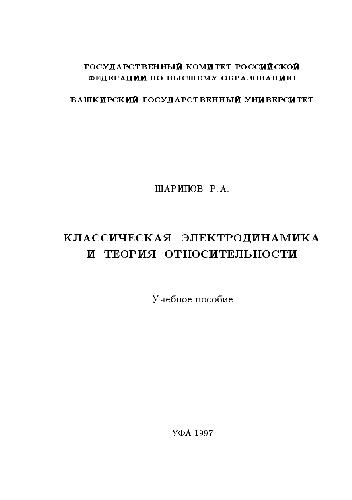 ГОСУДАРСТВЕННЫЙ КОМИТЕТ РОССИЙСКОЙ
ФЕДЕРАЦИИ ПО ВЫСШЕМУ ОБРАЗОВАНИЮ
БАШКИРСКИЙ ГОСУДАРСТВЕННЫЙ УНИВЕРСИТЕТ
ШАРИПОВ Р.А.
КЛАССИЧЕСКАЯ ЭЛЕКТРОДИНАМИКА
И ТЕОРИЯ ОТНОСИТЕЛЬНОСТИ
Учебное пособие
УФА 1997